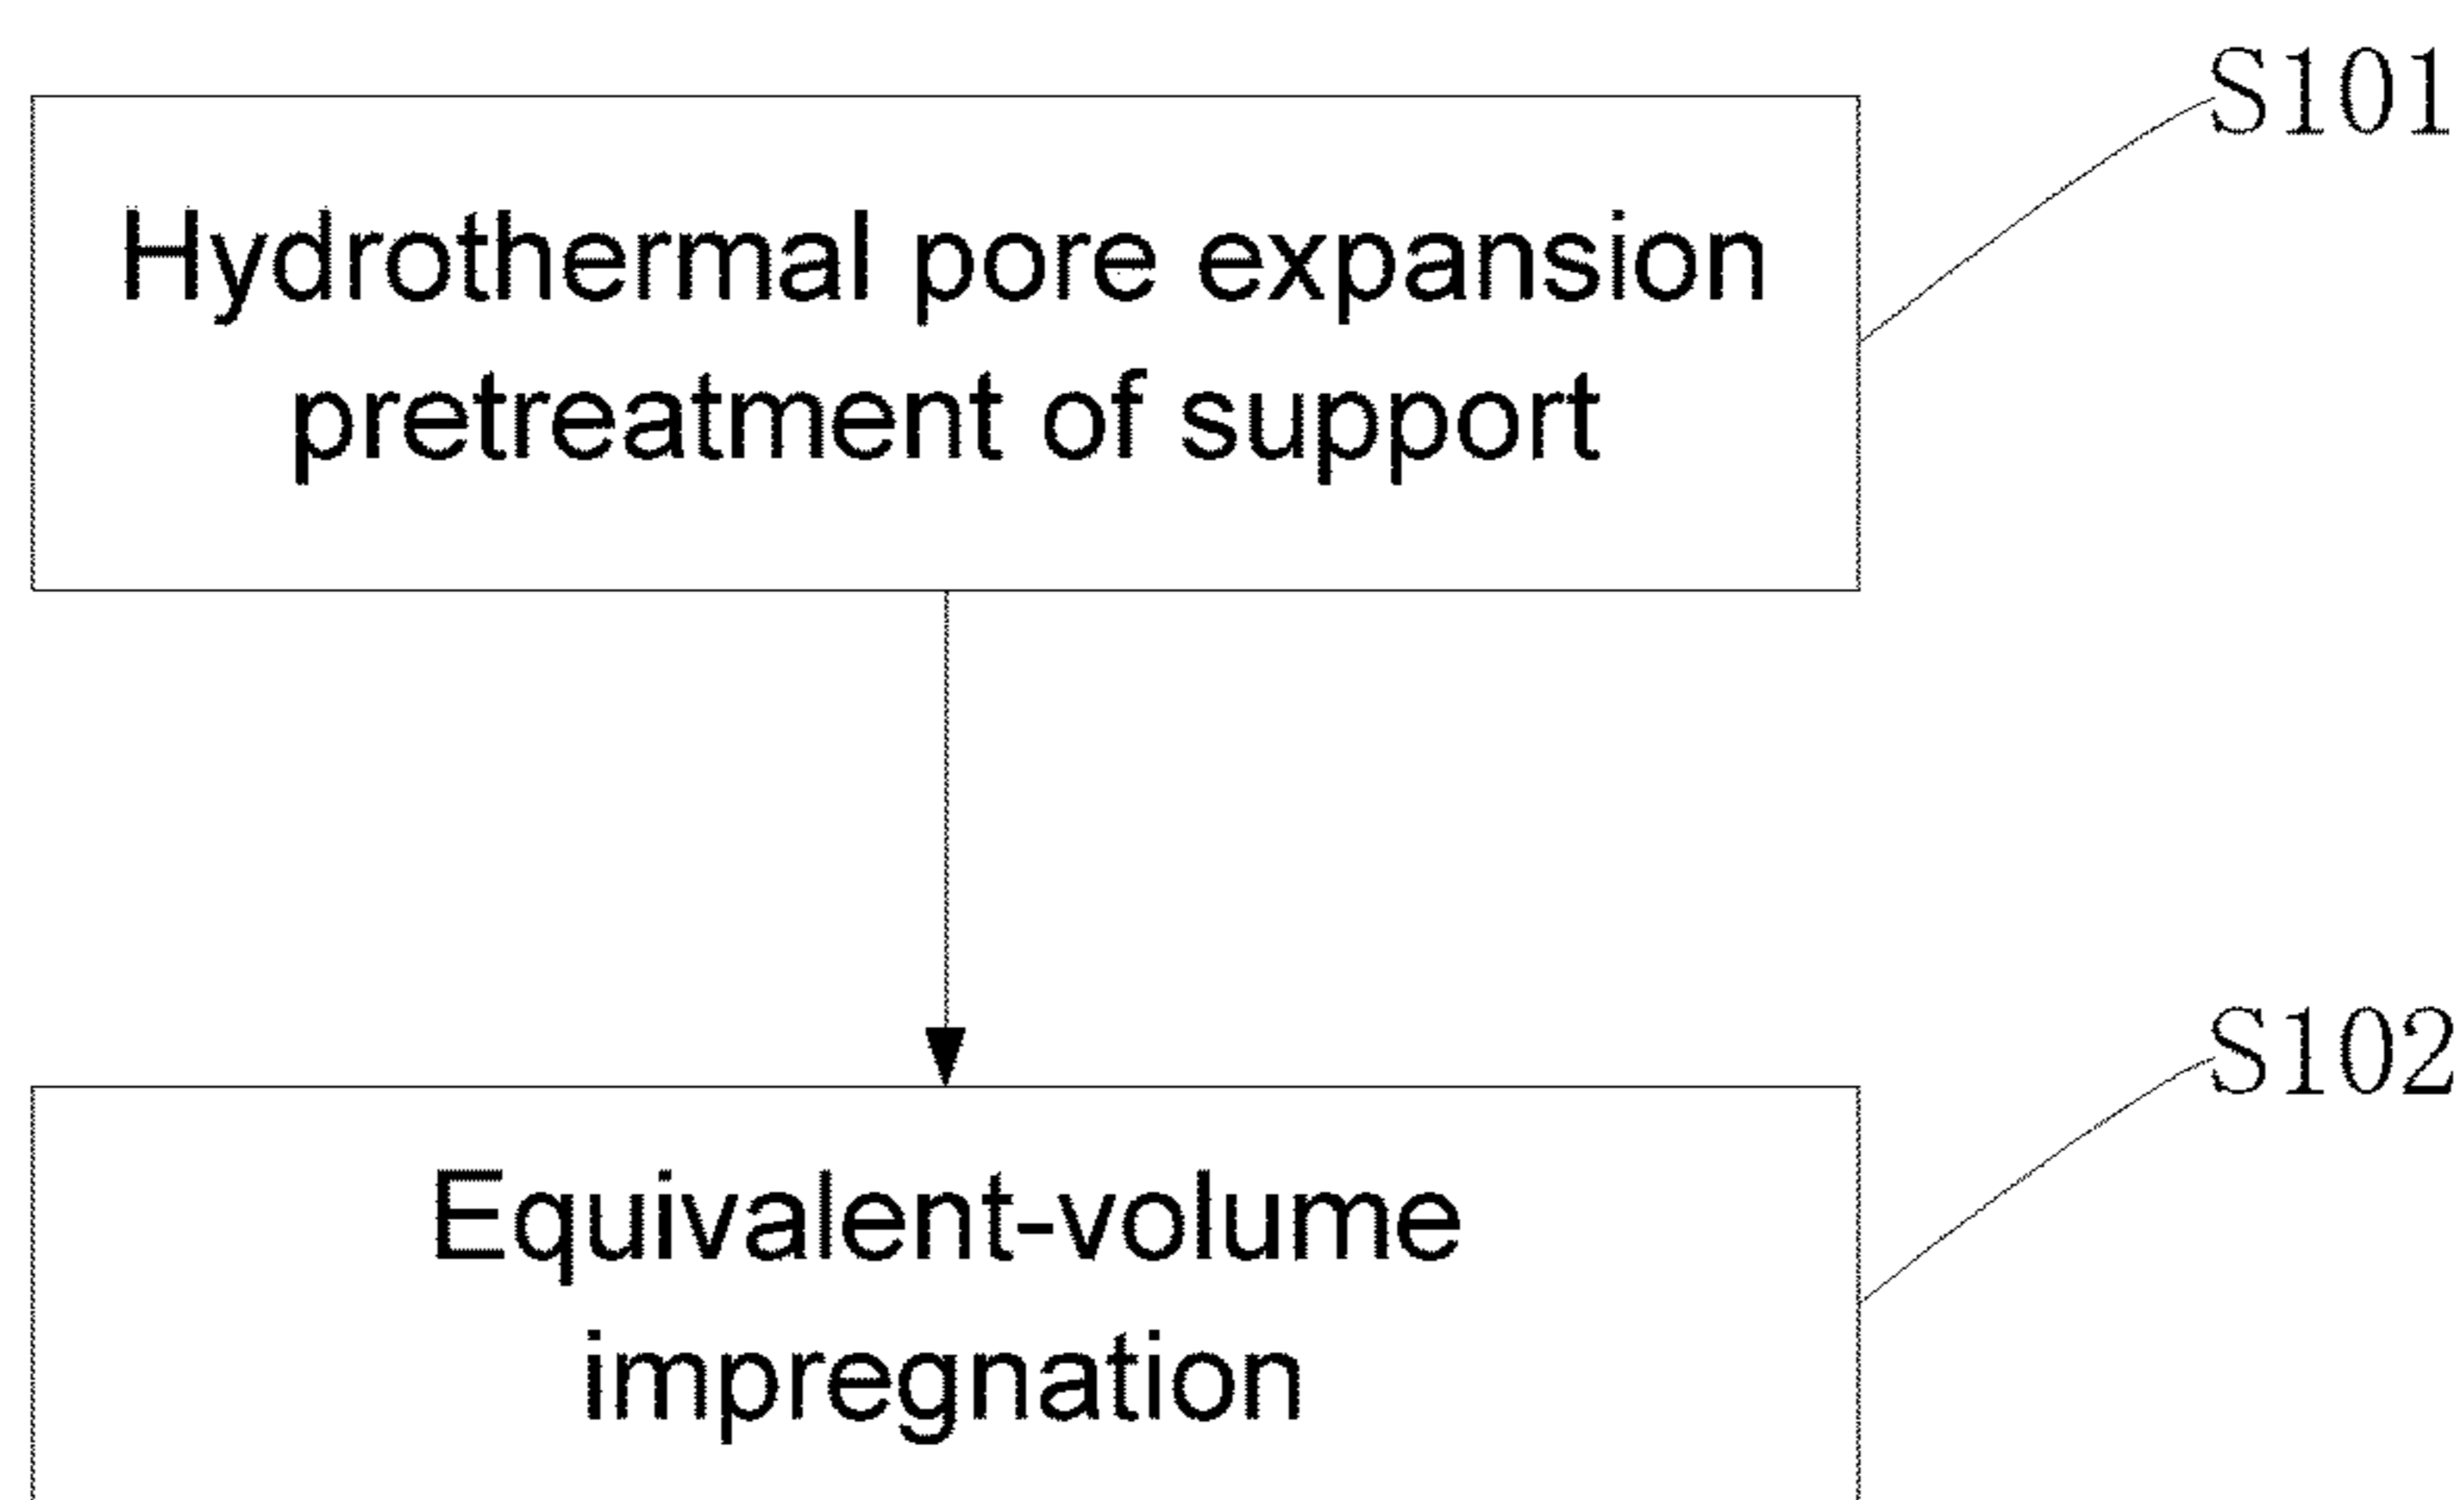 S101
Hydrothermal pore expansion
pretreatment of support
S102
Equivalent-volume
impregnation